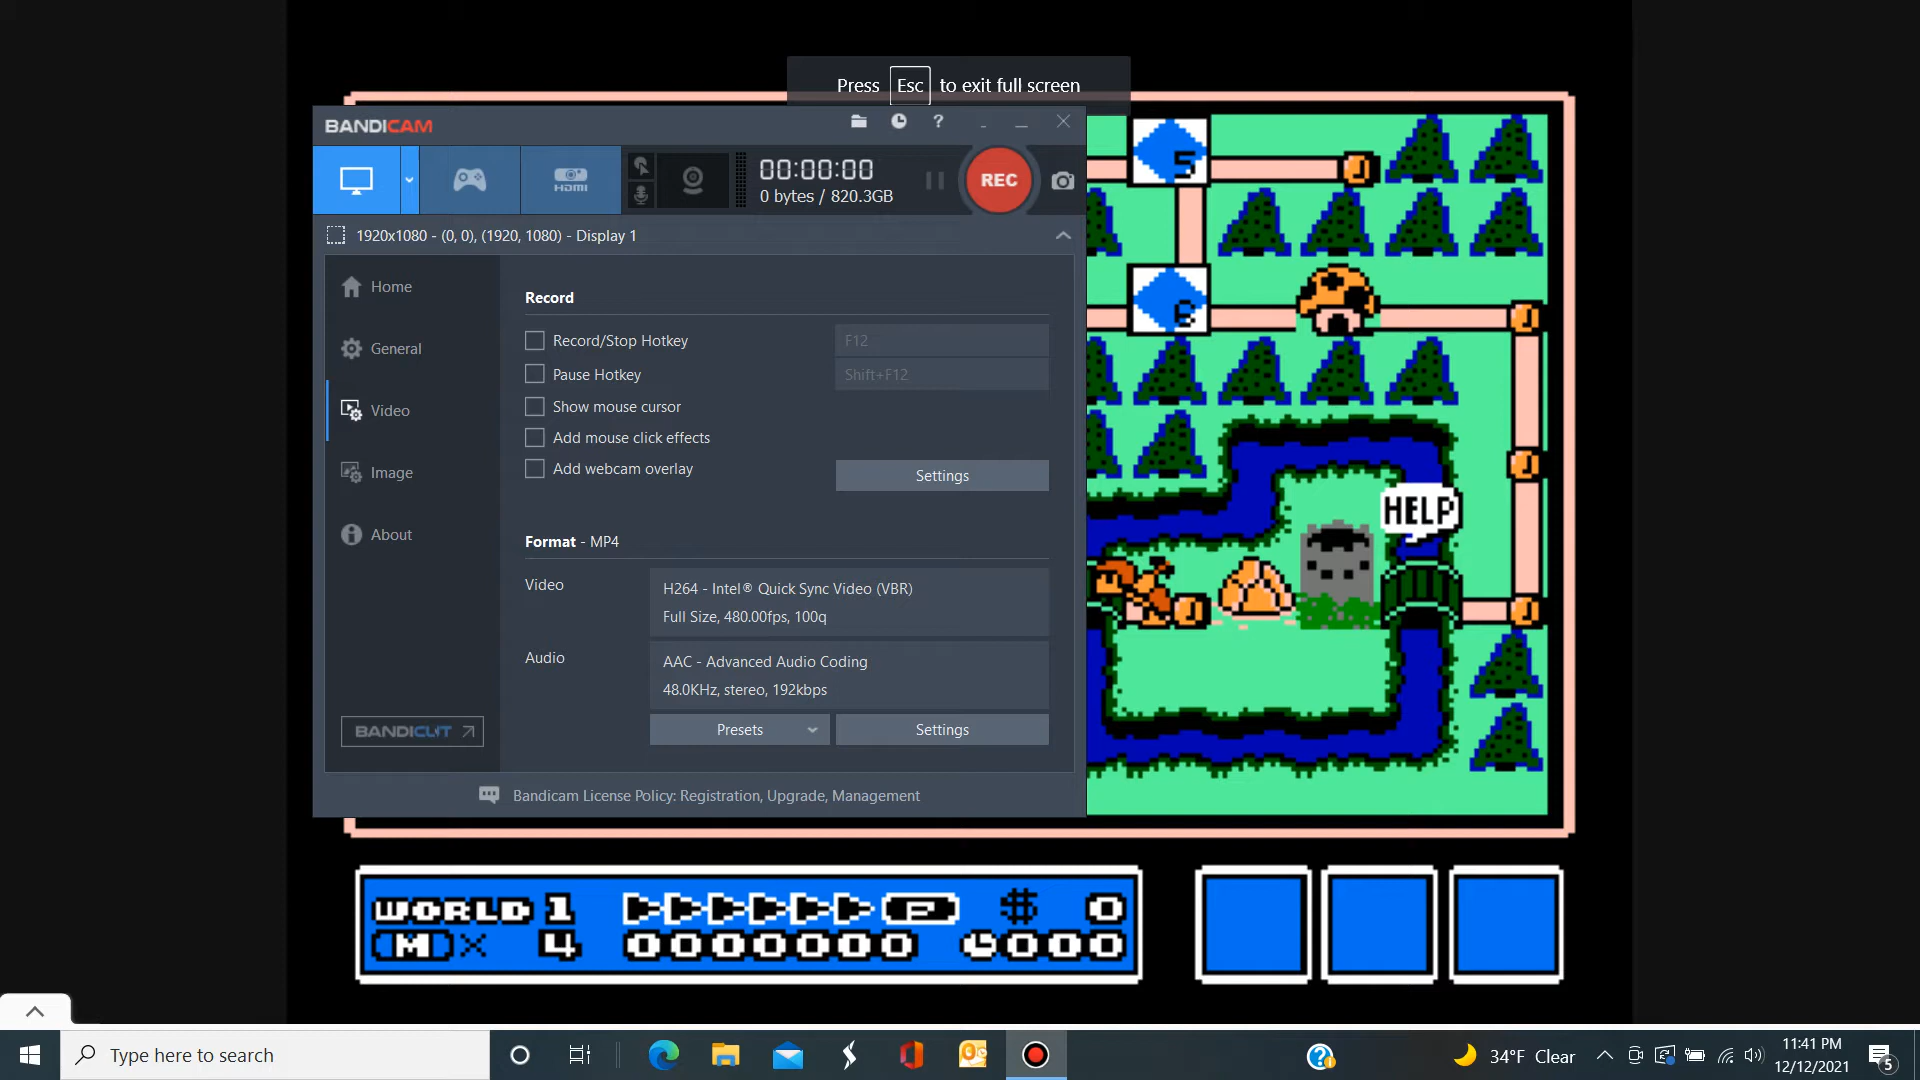 Press Esc to exit full screen
BANDICAM
?
00:00:00
0 bytes / 820.3GB
REC
HDMI
1920x1080 - (0, 0), (1920, 1080) - Display 1
Home
General
Video
Image
About
BANDICUT
Record
Record/Stop Hotkey
F12
Pause Hotkey
Shift+F12
Show mouse cursor
Add mouse click effects
Add webcam overlay
Settings
Format - MP4
Video
H264 - Intel® Quick Sync Video (VBR)
Full Size, 480.00fps, 100q
Audio
AAC - Advanced Audio Coding
48.0KHz, stereo, 192kbps
Presets
Settings
Bandicam License Policy: Registration, Upgrade, Management
5
6
HELP
WORLD 1
P
$ 0
M × 4
0000000
000
Type here to search
34°F Clear
11:41 PM
12/12/2021
5